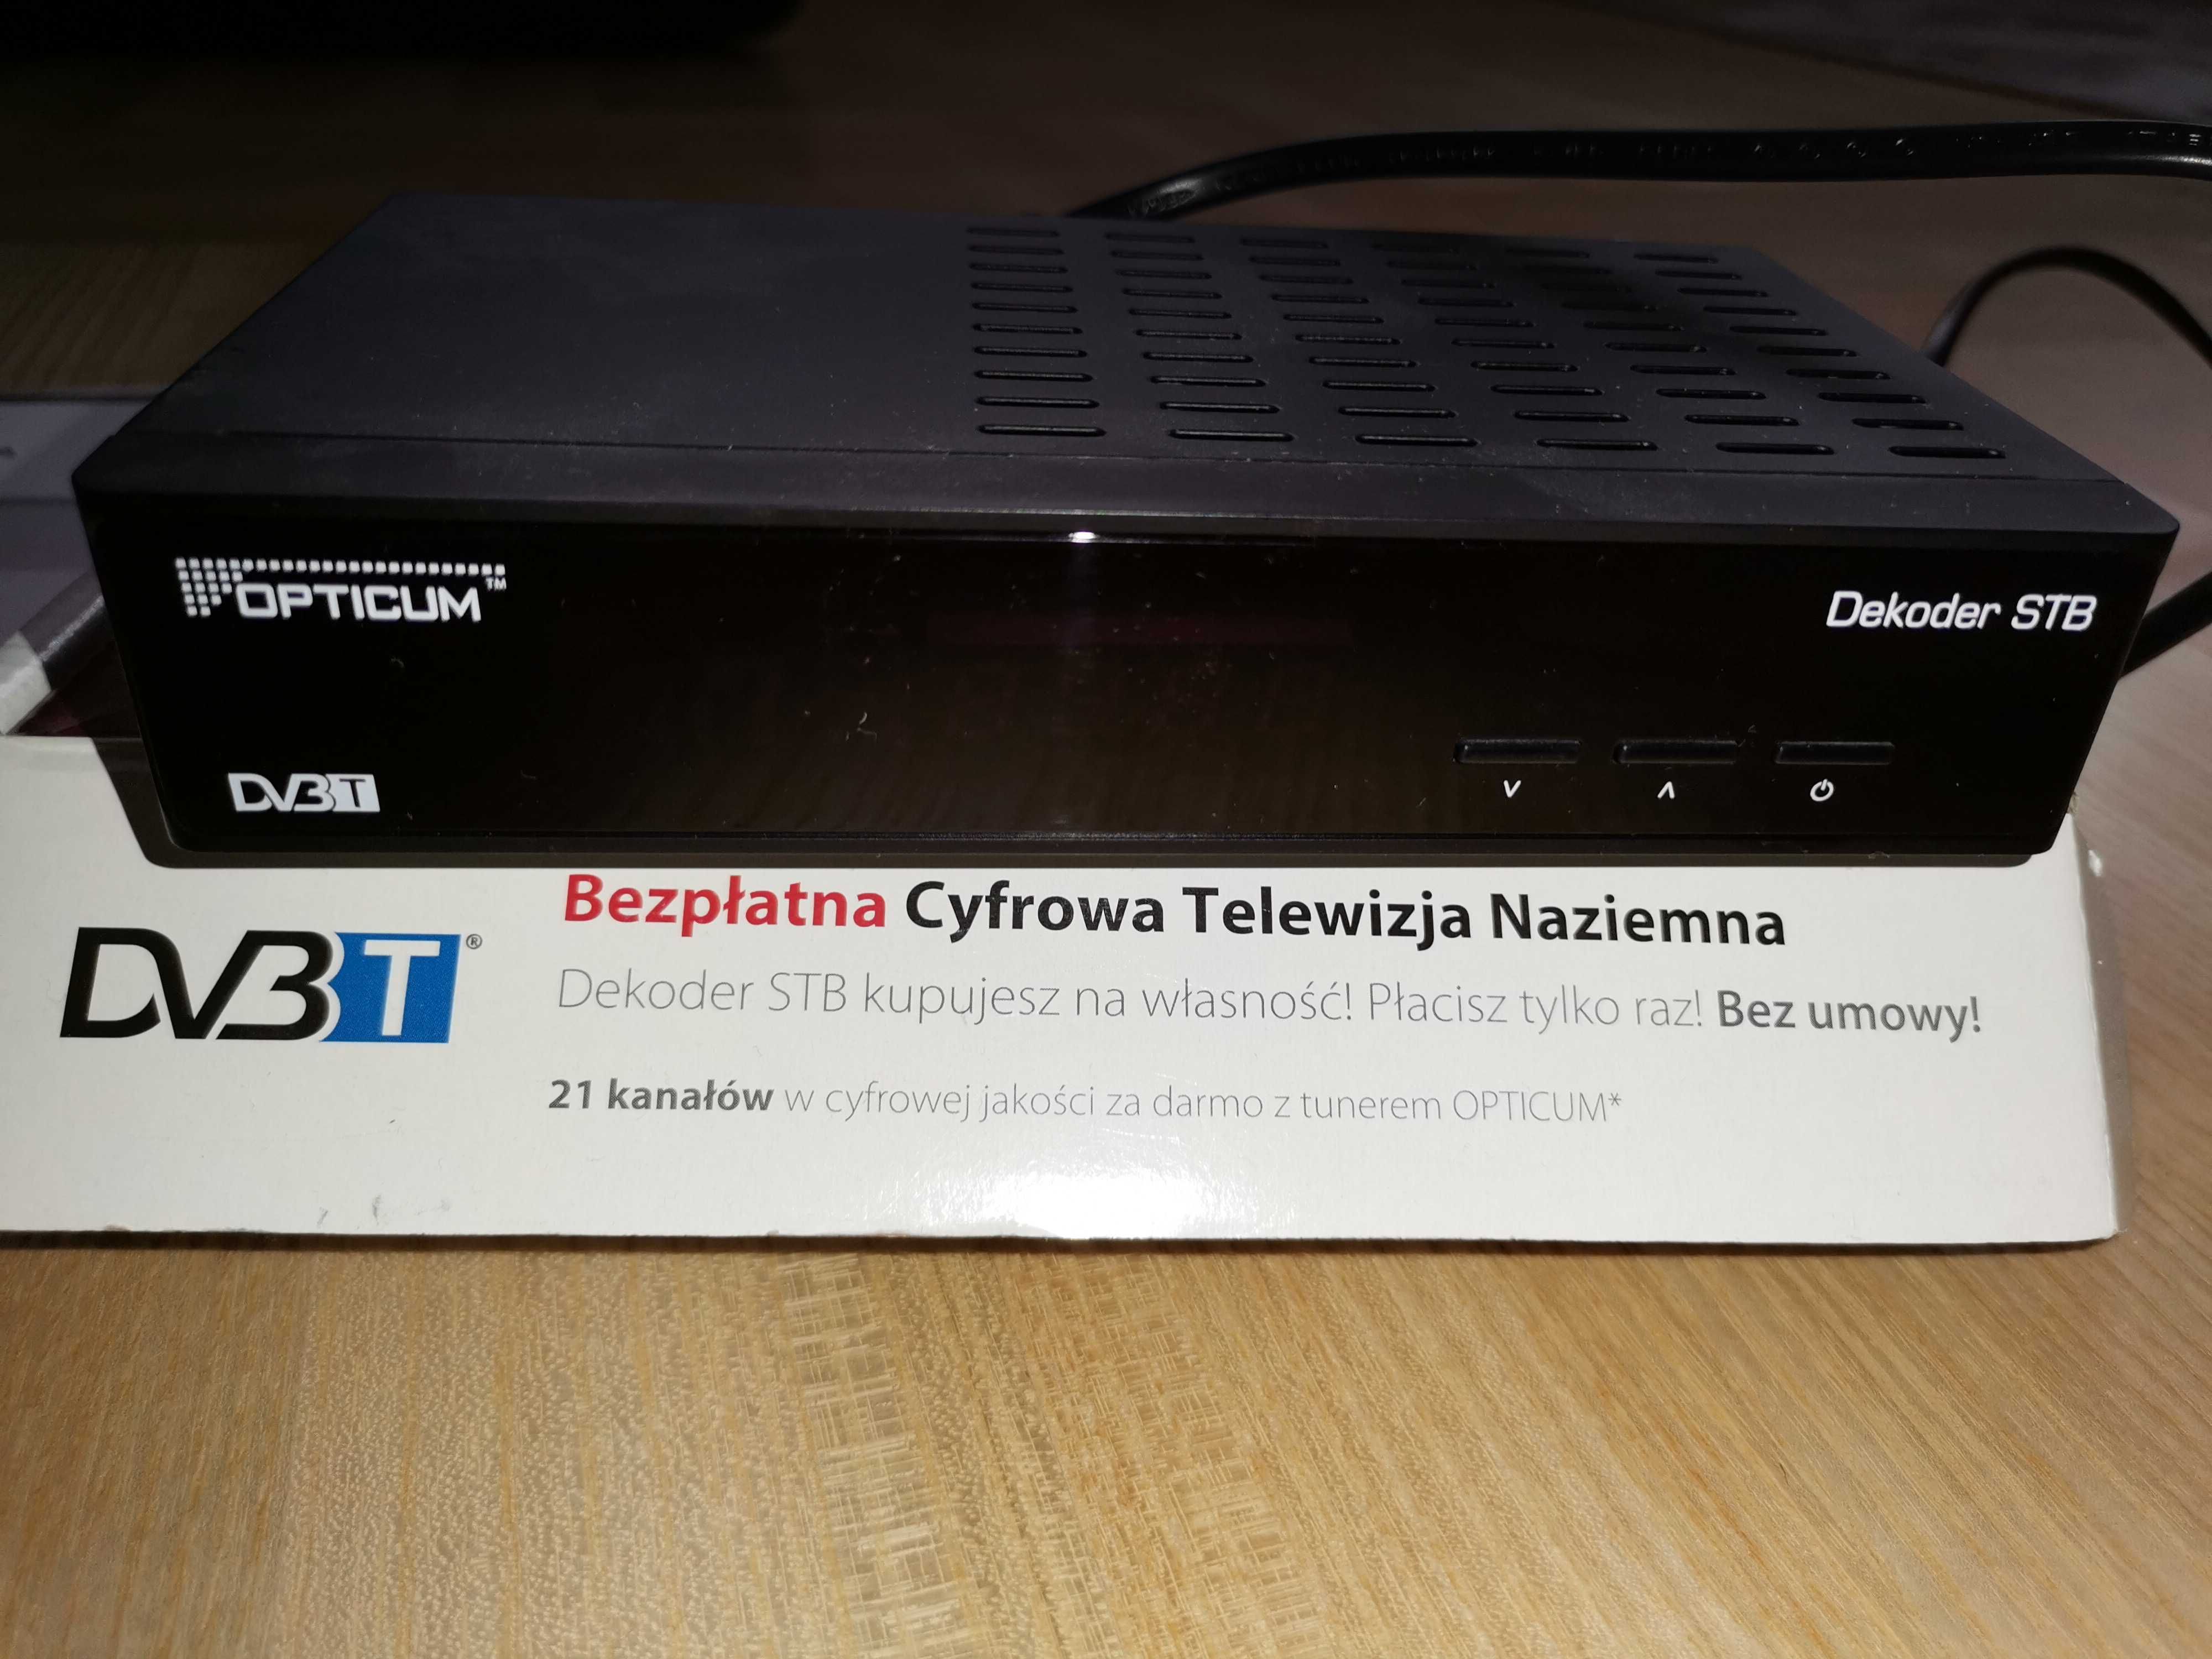 OPTICUM™
Dekoder STB
DVB T
V Λ
DVB T®
Bezpłatna Cyfrowa Telewizja Naziemna
Dekoder STB kupujesz na własność! Płacisz tylko raz! Bez umowy!
21 kanałów w cyfrowej jakości za darmo z tunerem OPTICUM*